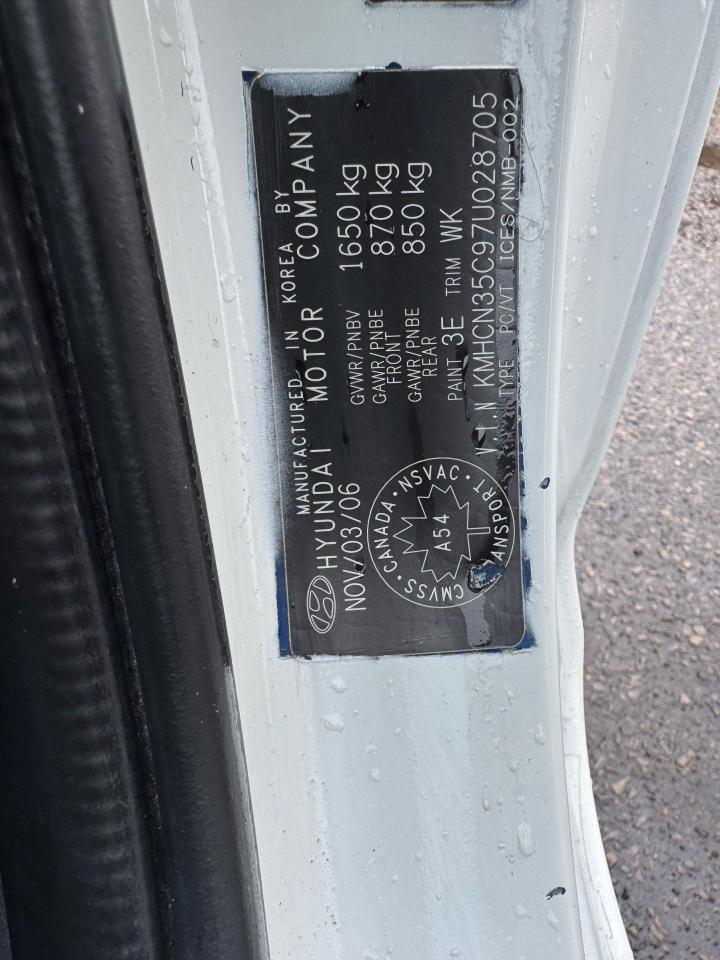 MANUFACTURED IN KOREA BY
HYUNDAI MOTOR COMPANY
NOV/03/06
GVWR/PNBV 1650 kg
GAWR/PNBE FRONT 870 kg
GAWR/PNBE REAR 850 kg
PAINT 3E TRIM WK
V I N KMHCN35C97U028705
TYPE PC/VT ICES/NMB-002
CMVSS · CANADA · NSVAC ·
ANSPORT
A54